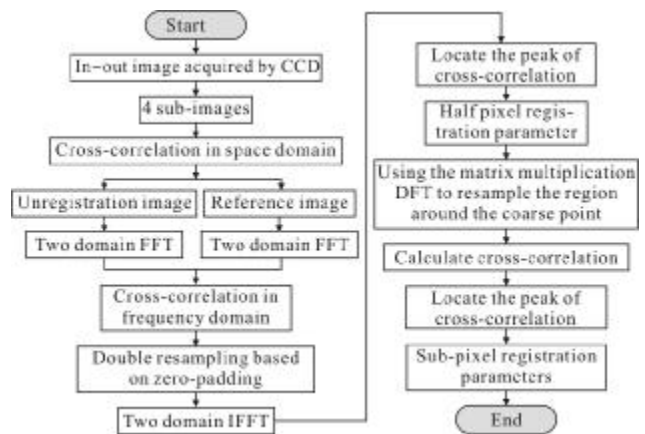 Start
In-out image acquired by CCD
4 sub-images
Cross-correlation in space domain
Unregistration image
Reference image
Two domain FFT
Two domain FFT
Cross-correlation in
frequency domain
Double resampling based
on zero-padding
Two domain IFFT
Locate the peak of
cross-correlation
Half pixel regis-
tration parameter
Using the matrix multiplication
DFT to resample the region
around the coarse point
Calculate cross-correlation
Locate the peak of
cross-correlation
Sub-pixel registration
parameters
End